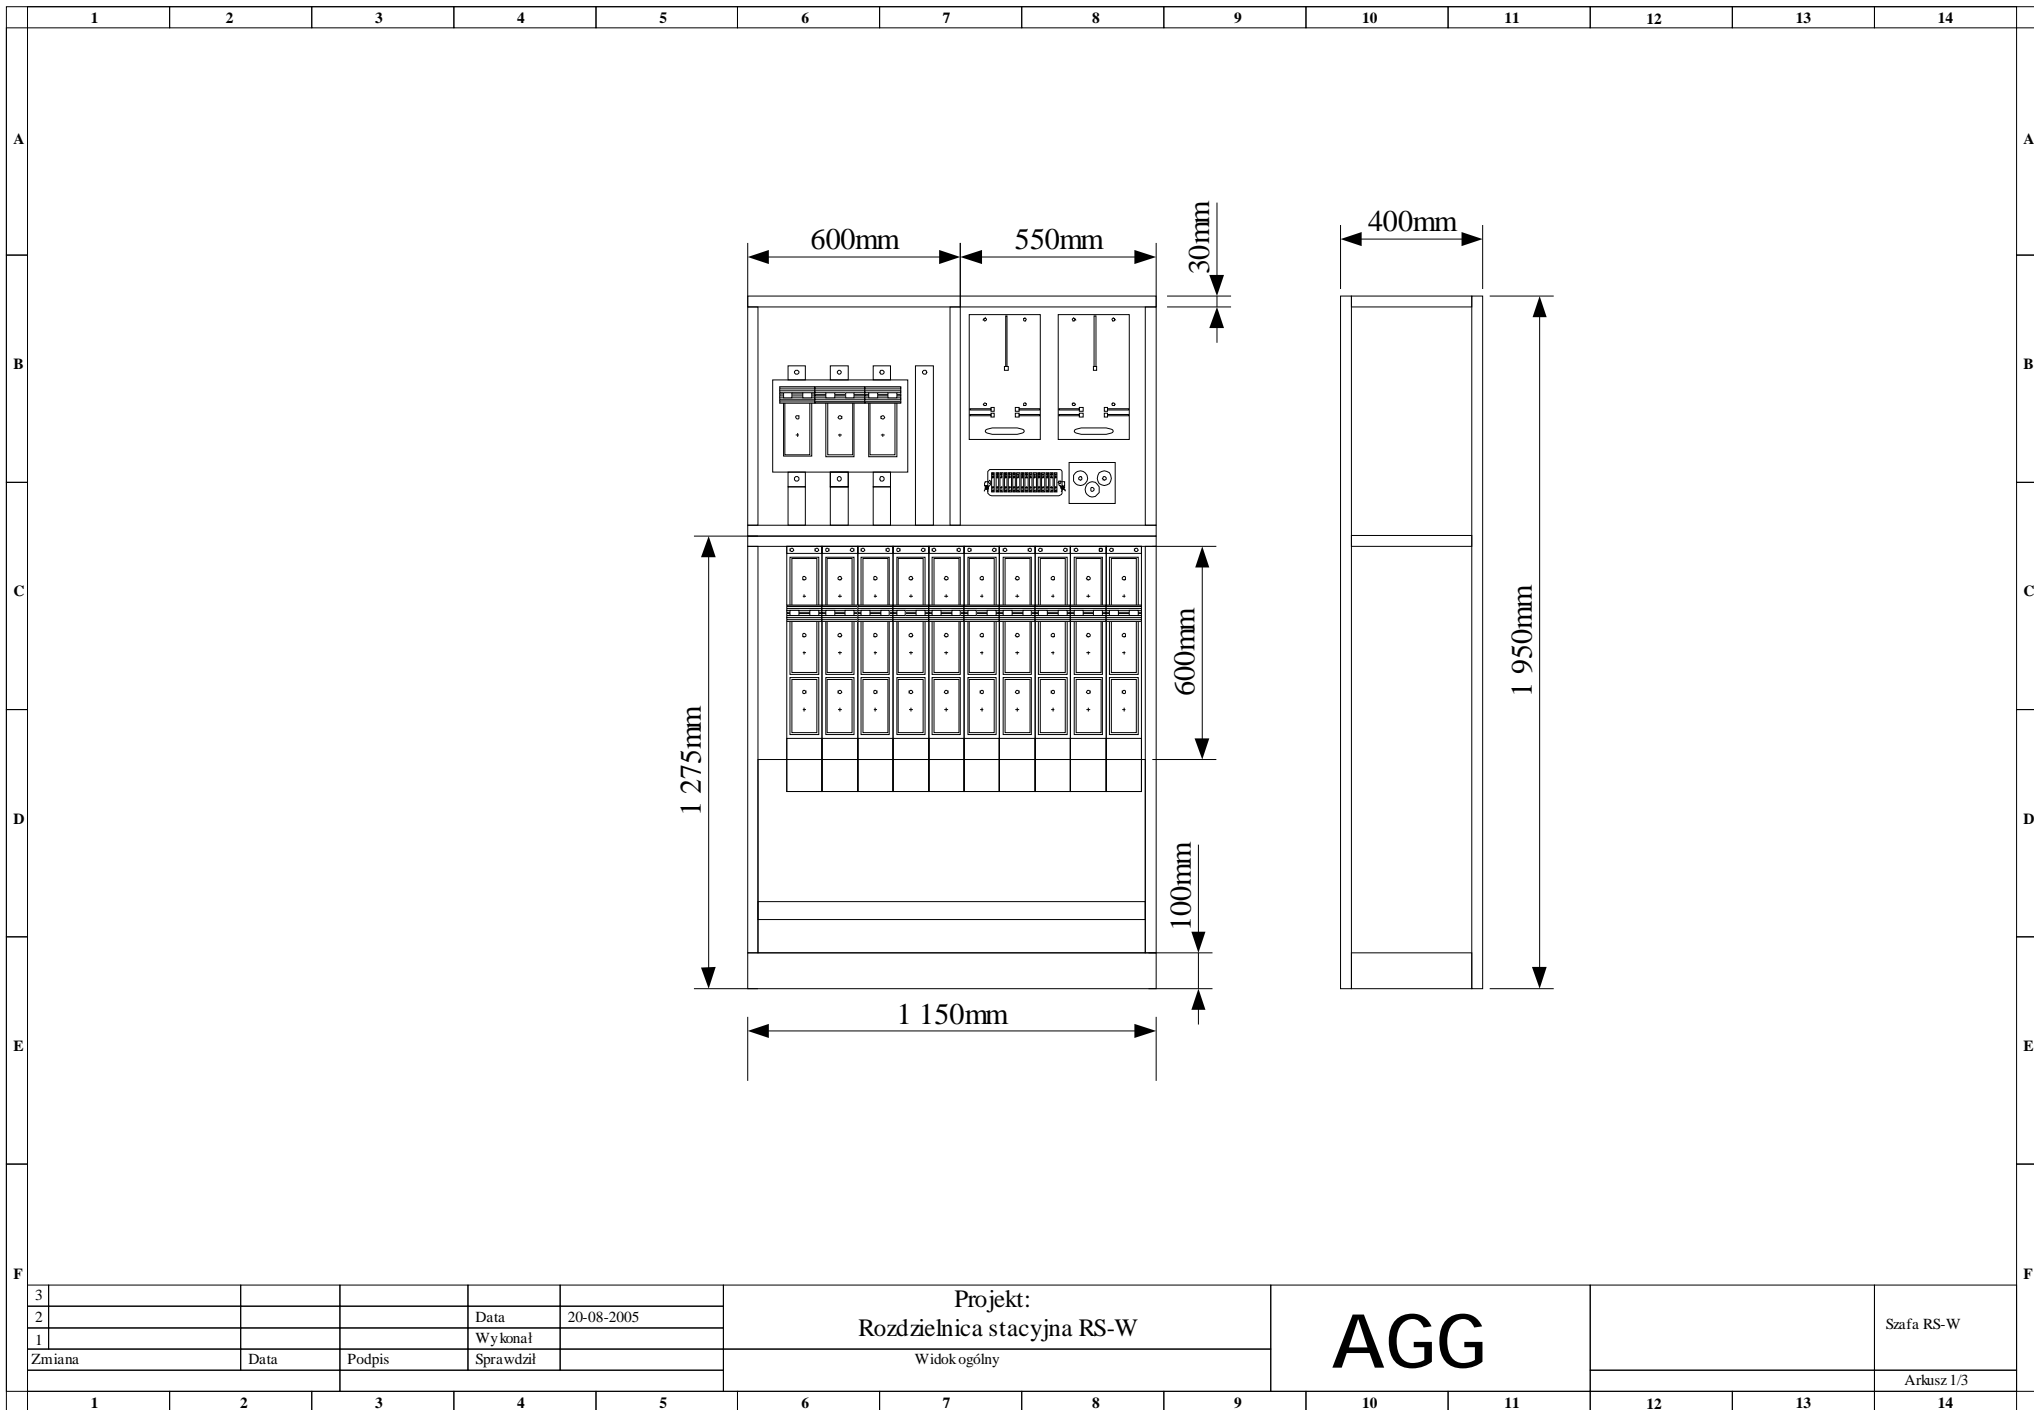 1 2 3 4 5 6 7 8 9 10 11 12 13 14
A A
600mm 550mm 30mm 400mm
B B
C C
600mm
1 950mm
1 275mm
D D
100mm
1 150mm
E E
F F
3
2 Data 20-08-2005
1 Wykonał
Zmiana Data Podpis Sprawdził
Projekt:
Rozdzielnica stacyjna RS-W
Widok ogólny
AGG
Szafa RS-W
Arkusz 1/3
1 2 3 4 5 6 7 8 9 10 11 12 13 14